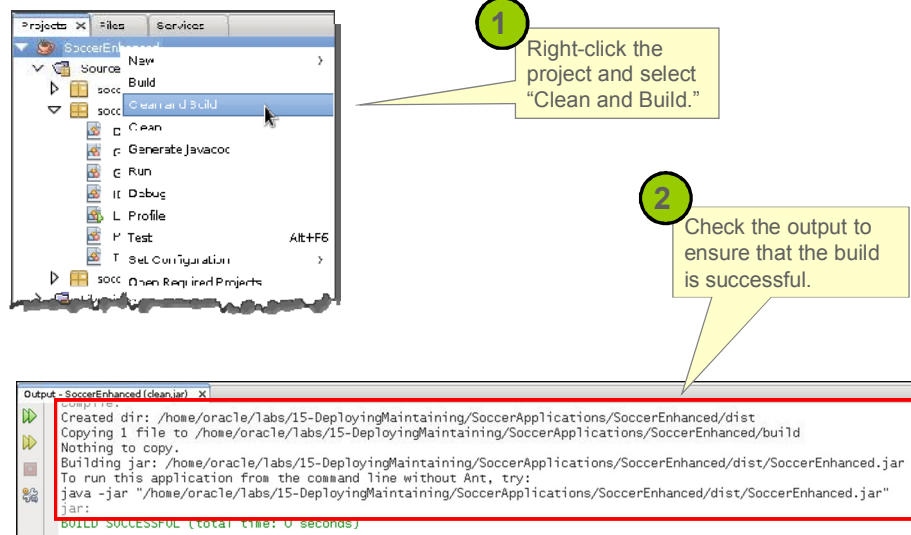 Projects Files Services
1
Right-click the
project and select
“Clean and Build.”
SoccerEnhanced
Source
New
Build
socc
Clean and Build
socc
Clean
Generate Javadoc
Run
Debug
Profile
Test Alt+F6
Set Configuration
socc
Open Required Projects
2
Check the output to
ensure that the build
is successful.
Output - SoccerEnhanced (clean,jar)
compile:
Created dir: /home/oracle/labs/15-DeployingMaintaining/SoccerApplications/SoccerEnhanced/dist
Copying 1 file to /home/oracle/labs/15-DeployingMaintaining/SoccerApplications/SoccerEnhanced/build
Nothing to copy.
Building jar: /home/oracle/labs/15-DeployingMaintaining/SoccerApplications/SoccerEnhanced/dist/SoccerEnhanced.jar
To run this application from the command line without Ant, try:
java -jar "/home/oracle/labs/15-DeployingMaintaining/SoccerApplications/SoccerEnhanced/dist/SoccerEnhanced.jar"
jar:
BUILD SUCCESSFUL (total time: 0 seconds)